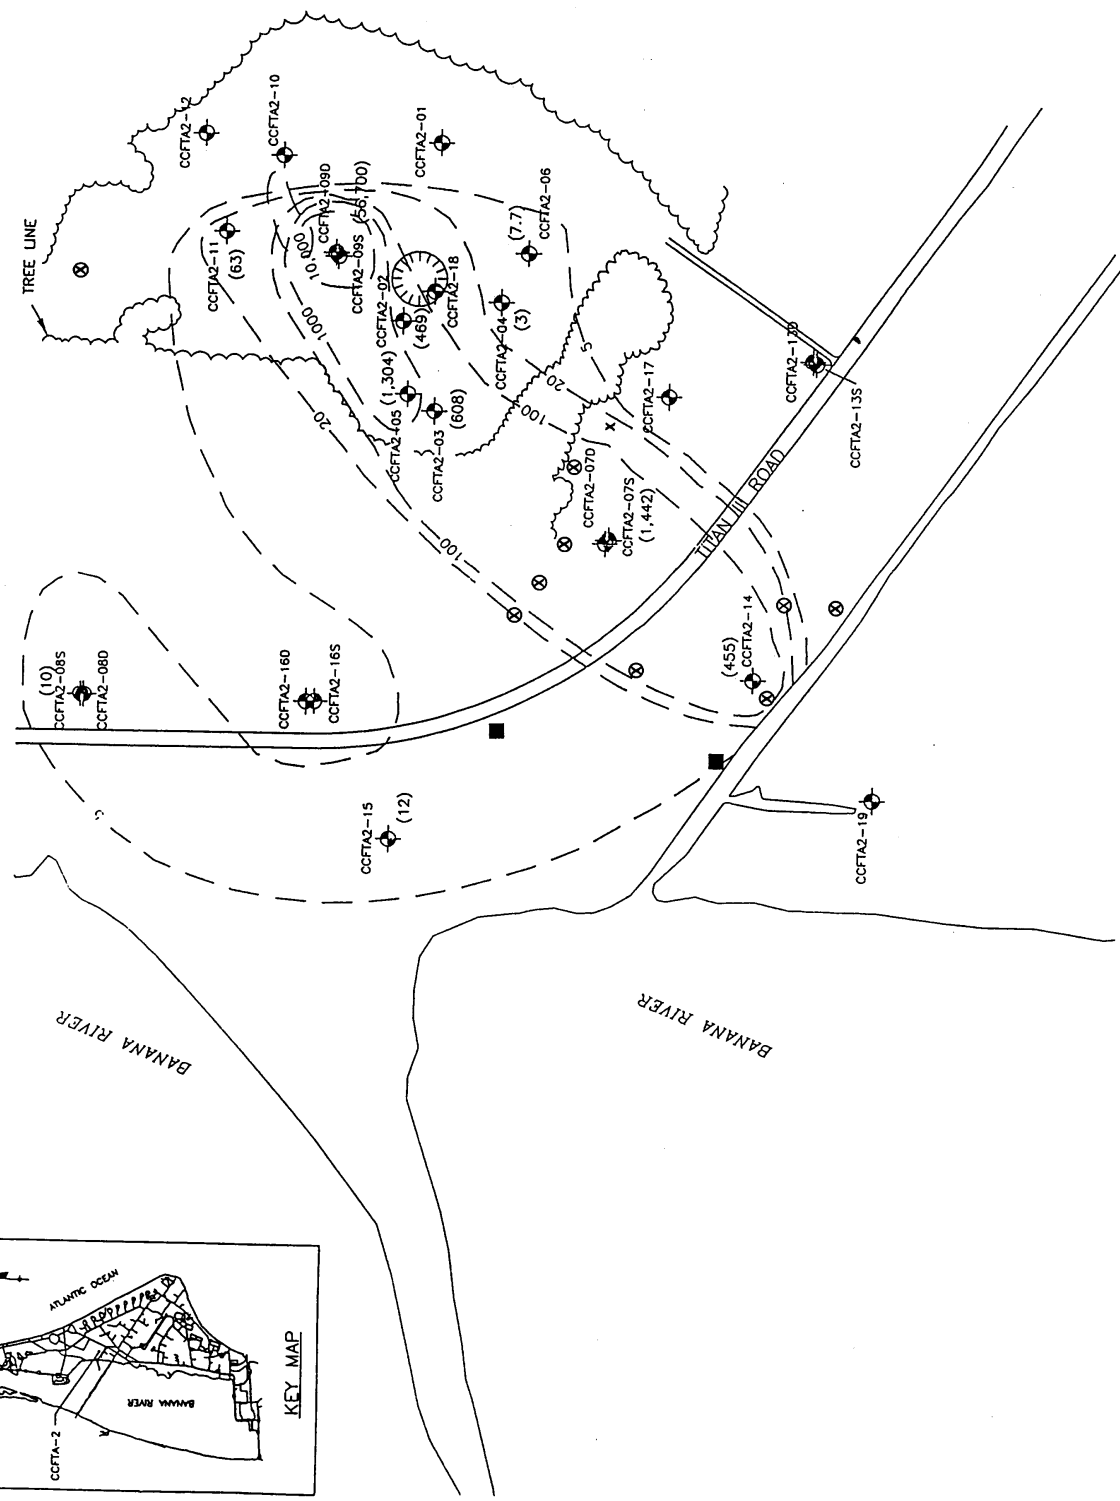 TREE LINE
CCFTA2-12
CCFTA2-10
CCFTA2-01
CCFTA2-11
(63)
CCFTA2-09D
CCFTA2-09S
(56,700)
10,000
1000
CCFTA2-02
(469)
CCFTA2-18
(7.7)
CCFTA2-06
CCFTA2-04
(3)
(1,304)
CCFTA2-05
CCFTA2-03
(608)
20
100
5
20
100
X
CCFTA2-17
CCFTA2-13D
CCFTA2-13S
CCFTA2-07D
CCFTA2-07S
(1,442)
TITAN III ROAD
(455)
CCFTA2-14
(10)
CCFTA2-08S
CCFTA2-08D
CCFTA2-16D
CCFTA2-16S
CCFTA2-15
(12)
CCFTA2-19
BANANA RIVER
BANANA RIVER
ATLANTIC OCEAN
BANANA RIVER
CCFTA-2
KEY MAP